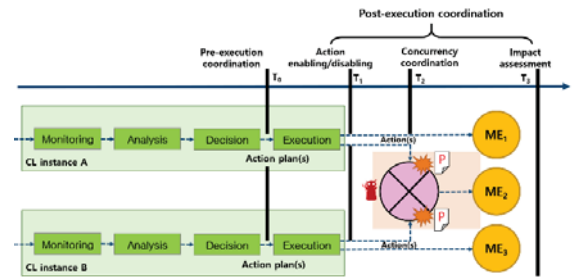 Post-execution coordination
Pre-execution
coordination
Action
enabling/disabling
Concurrency
coordination
Impact
assessment
T₀
T₁
T₂
T₃
Monitoring
Analysis
Decision
Execution
Action(s)
ME₁
CL instance A
Action plan(s)
P
ME₂
P
Monitoring
Analysis
Decision
Execution
Action(s)
ME₃
CL instance B
Action plan(s)